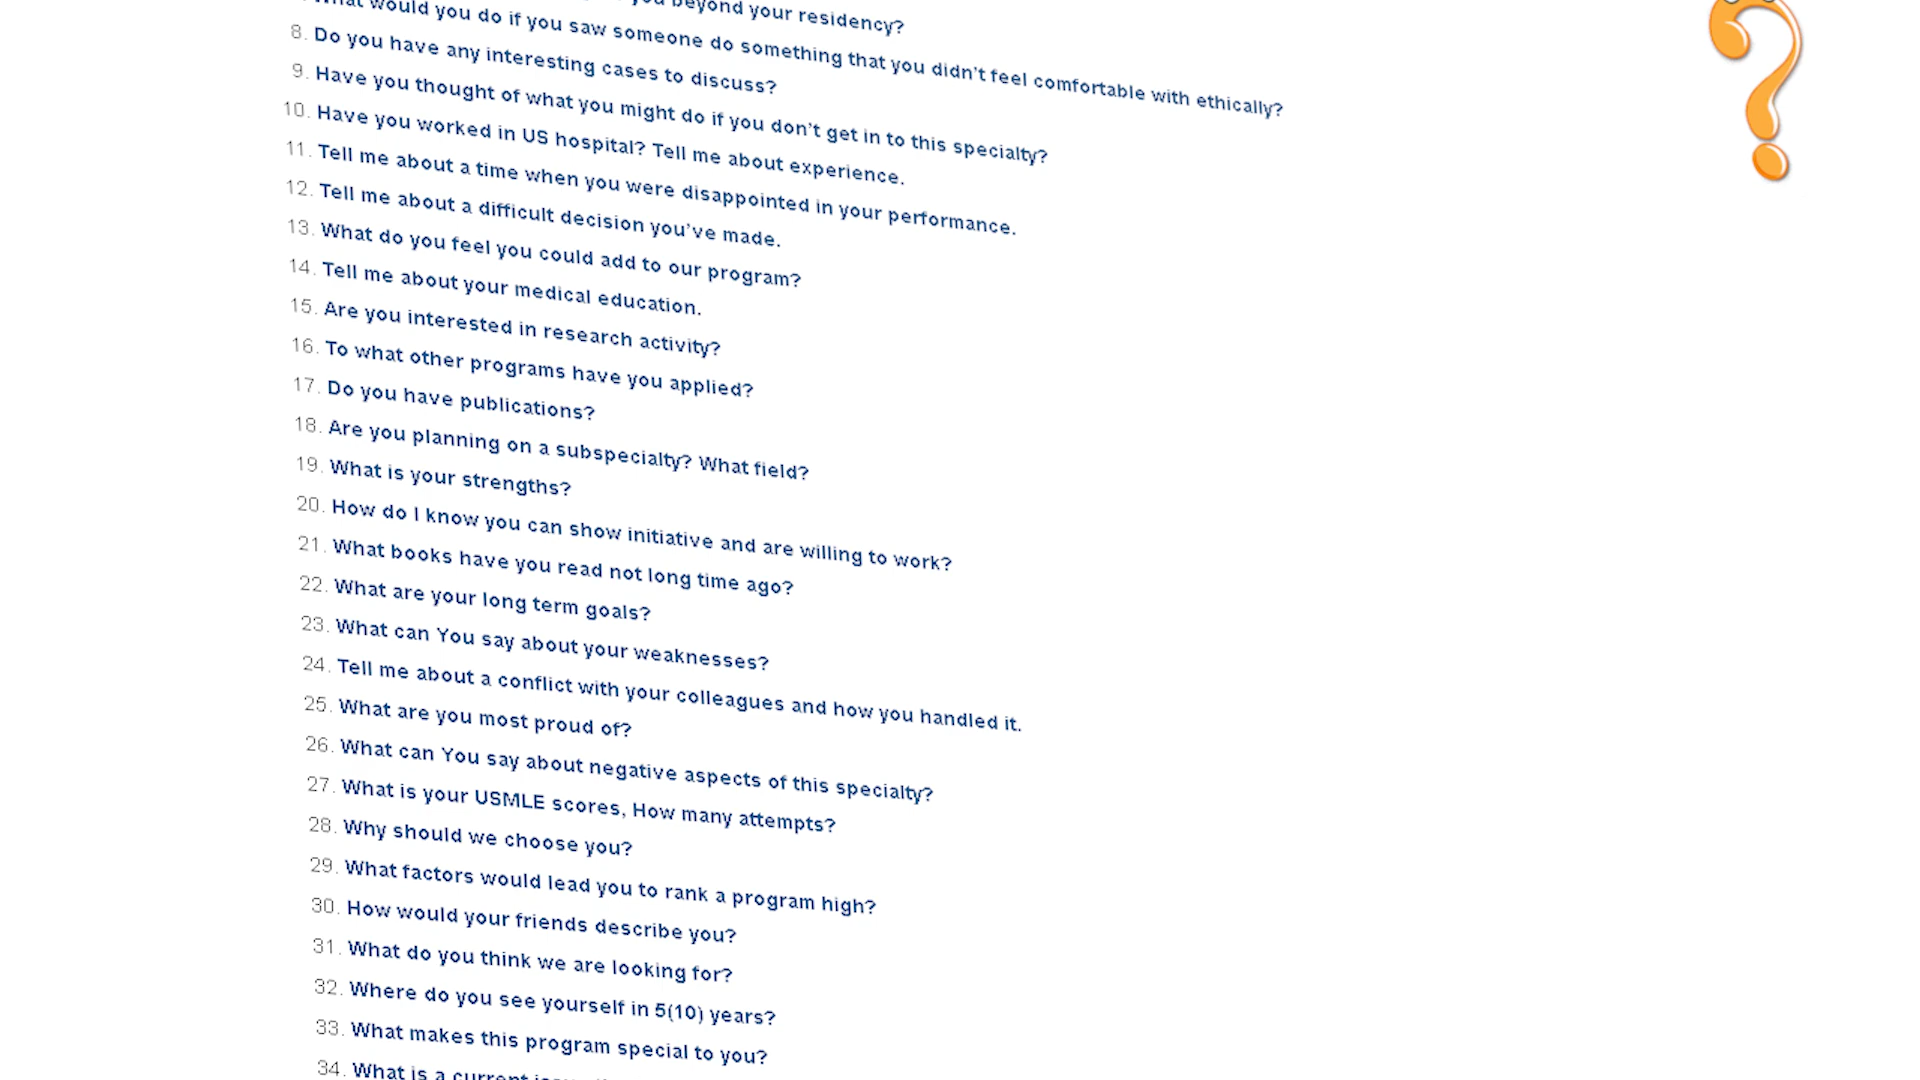 beyond your residency?
What would you do if you saw someone do something that you didn't feel comfortable with ethically?
8. Do you have any interesting cases to discuss?
9. Have you thought of what you might do if you don't get in to this specialty?
10. Have you worked in US hospital? Tell me about experience.
11. Tell me about a time when you were disappointed in your performance.
12. Tell me about a difficult decision you've made.
13. What do you feel you could add to our program?
14. Tell me about your medical education.
15. Are you interested in research activity?
16. To what other programs have you applied?
17. Do you have publications?
18. Are you planning on a subspecialty? What field?
19. What is your strengths?
20. How do I know you can show initiative and are willing to work?
21. What books have you read not long time ago?
22. What are your long term goals?
23. What can You say about your weaknesses?
24. Tell me about a conflict with your colleagues and how you handled it.
25. What are you most proud of?
26. What can You say about negative aspects of this specialty?
27. What is your USMLE scores, How many attempts?
28. Why should we choose you?
29. What factors would lead you to rank a program high?
30. How would your friends describe you?
31. What do you think we are looking for?
32. Where do you see yourself in 5(10) years?
33. What makes this program special to you?
34. What is a current